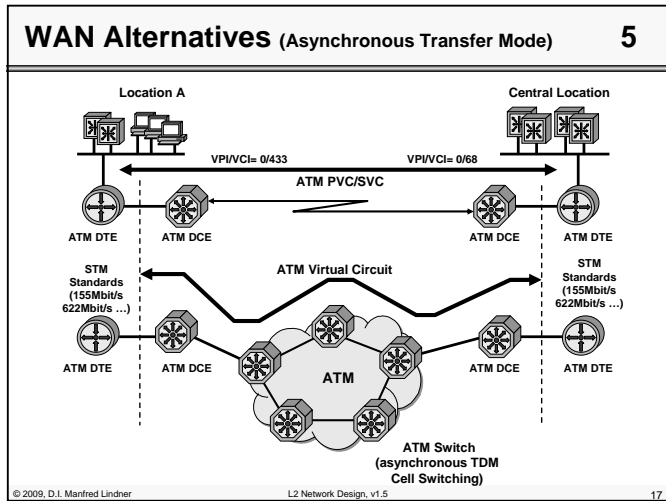 WAN Alternatives (Asynchronous Transfer Mode) 5
Location A
Central Location
VPI/VCI= 0/433
VPI/VCI= 0/68
ATM PVC/SVC
ATM DTE
ATM DCE
ATM DCE
ATM DTE
STM
Standards
(155Mbit/s
622Mbit/s ...)
ATM Virtual Circuit
STM
Standards
(155Mbit/s
622Mbit/s ...)
ATM DTE
ATM DCE
ATM
ATM DCE
ATM DTE
ATM Switch
(asynchronous TDM
Cell Switching)
© 2009, D.I. Manfred Lindner
L2 Network Design, v1.5
17